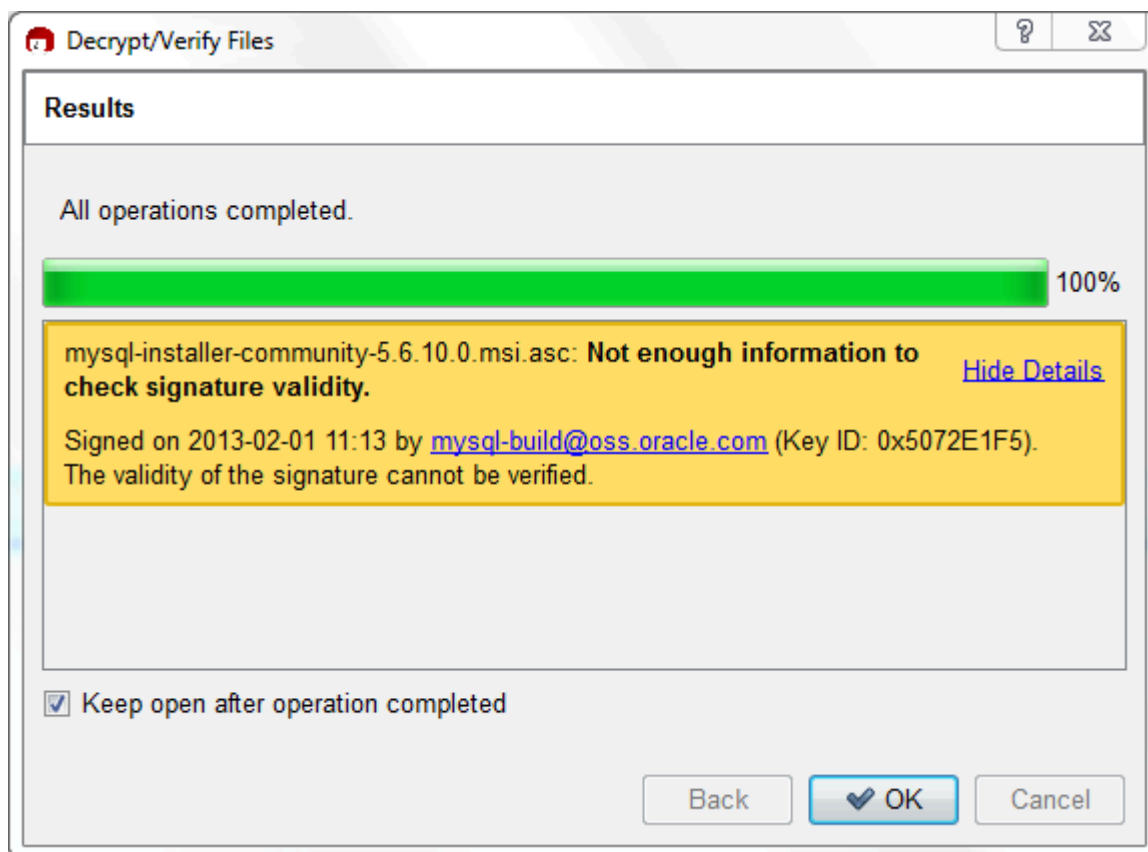 Decrypt/Verify Files
Results
All operations completed.
100%
mysql-installer-community-5.6.10.0.msi.asc: Not enough information to
check signature validity.
Hide Details
Signed on 2013-02-01 11:13 by mysql-build@oss.oracle.com (Key ID: 0x5072E1F5).
The validity of the signature cannot be verified.
Keep open after operation completed
Back
OK
Cancel